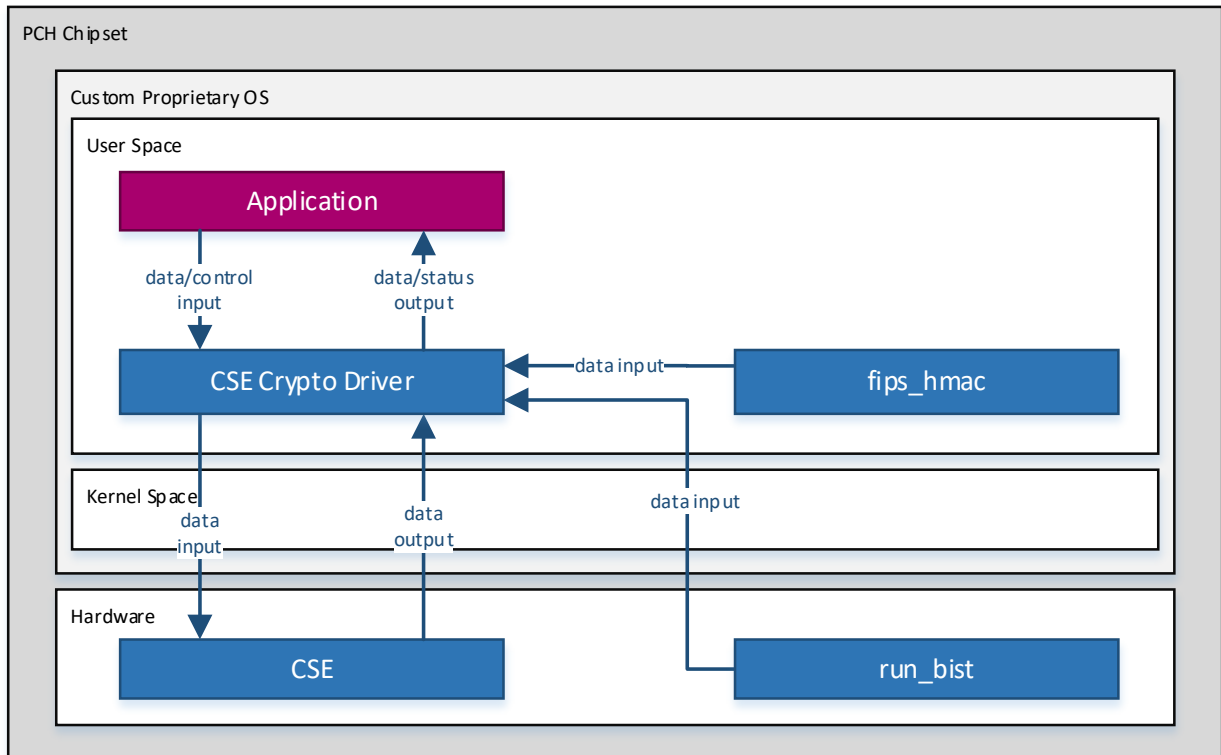 PCH Chipset
Custom Proprietary OS
User Space
Application
data/control
input
data/status
output
CSE Crypto Driver
data input
fips_hmac
Kernel Space
data
input
data
output
data input
Hardware
CSE
run_bist